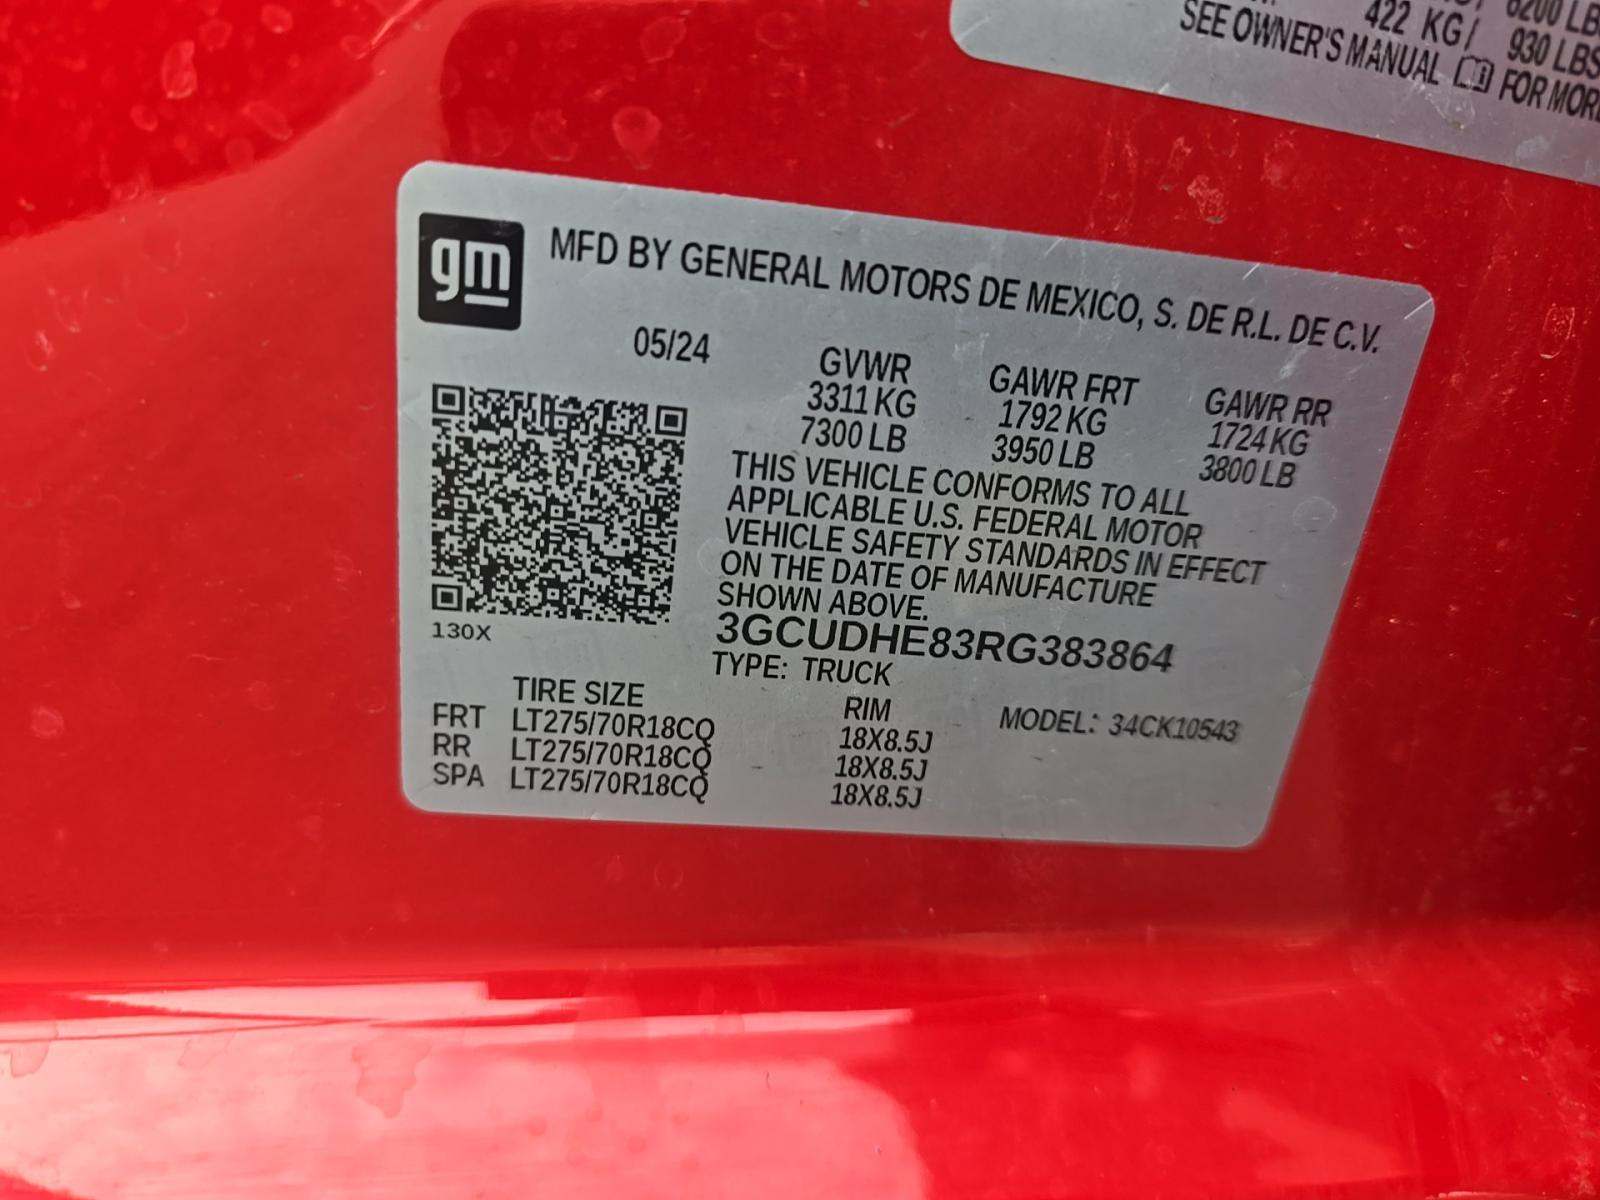 6200 LB
422 KG/ 930 LBS
SEE OWNER'S MANUAL FOR MORE
gm
MFD BY GENERAL MOTORS DE MEXICO, S. DE R.L. DE C.V.
05/24
GVWR GAWR FRT GAWR RR
3311 KG 1792 KG 1724 KG
7300 LB 3950 LB 3800 LB
THIS VEHICLE CONFORMS TO ALL
APPLICABLE U.S. FEDERAL MOTOR
VEHICLE SAFETY STANDARDS IN EFFECT
ON THE DATE OF MANUFACTURE
SHOWN ABOVE.
130X
3GCUDHE83RG383864
TYPE: TRUCK
TIRE SIZE RIM MODEL: 34CK10543
FRT LT275/70R18CQ 18X8.5J
RR LT275/70R18CQ 18X8.5J
SPA LT275/70R18CQ 18X8.5J